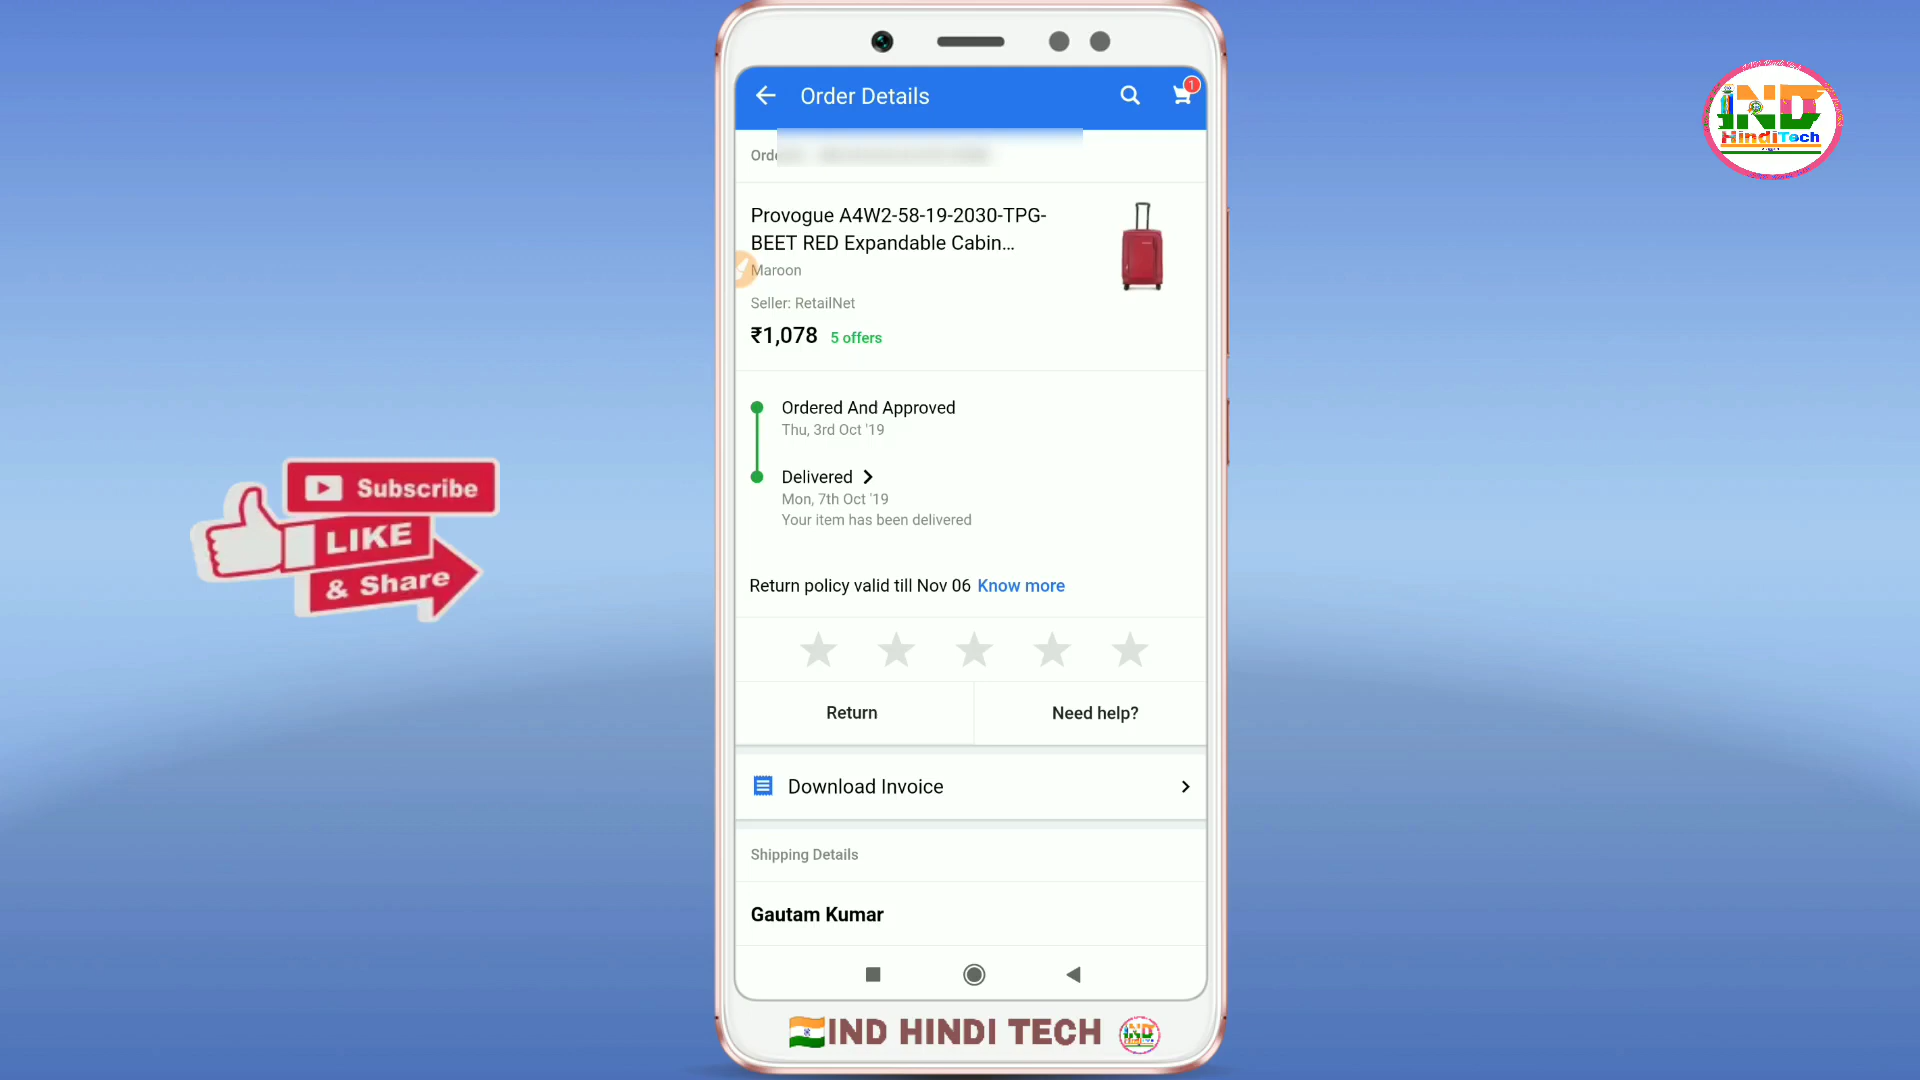 Order Details
1
Provogue A4W2-58-19-2030-TPG-
BEET RED Expandable Cabin...
Maroon
Seller: RetailNet
₹1,078 5 offers
Ordered And Approved
Thu, 3rd Oct '19
Delivered
Mon, 7th Oct '19
Your item has been delivered
Return policy valid till Nov 06 Know more
Return
Need help?
Download Invoice
Shipping Details
Gautam Kumar
IND HINDI TECH
Subscribe
LIKE
& Share
IND
HindiTech